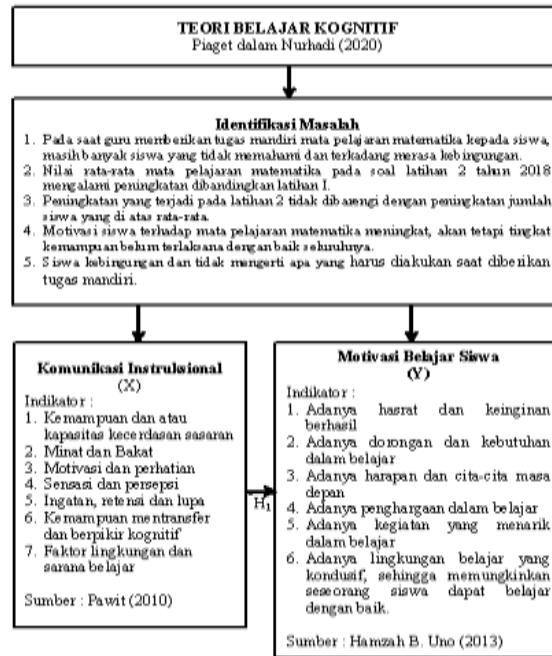 TEORI BELAJAR KOGNITIF
Piaget dalam Nurhadi (2020)
Identifikasi Masalah
1. Pada saat guru memberikan tugas mandiri mata pelajaran matematika kepada siswa,
masih banyak siswa yang tidak memahami dan terkadang merasa kebingungan.
2. Nilai rata-rata mata pelajaran matematika pada soal latihan 2 tahun 2018
mengalami peningkatan dibandingkan latihan I.
3. Peningkatan yang terjadi pada latihan 2 tidak dibarengi dengan peningkatan jumlah
siswa yang di atas rata-rata.
4. Motivasi siswa terhadap mata pelajaran matematika meningkat, akan tetapi tingkat
kemampuan belum terlaksana dengan baik seluruhnya.
5. Siswa kebingungan dan tidak mengerti apa yang harus diakukan saat diberikan
tugas mandiri.
Komunikasi Instruksional
(X)
Indikator :
1. Kemampuan dan atau
kapasitas kecerdasan sasaran
2. Minat dan Bakat
3. Motivasi dan perhatian
4. Sensasi dan persepsi
5. Ingatan, retensi dan lupa
6. Kemampuan mentransfer
dan berpikir kognitif
7. Faktor lingkungan dan
sarana belajar
Sumber : Pawit (2010)
H1
Motivasi Belajar Siswa
(Y)
Indikator :
1. Adanya hasrat dan keinginan
berhasil
2. Adanya dorongan dan kebutuhan
dalam belajar
3. Adanya harapan dan cita-cita masa
depan
4. Adanya penghargaan dalam belajar
5. Adanya kegiatan yang menarik
dalam belajar
6. Adanya lingkungan belajar yang
kondusif, sehingga memungkinkan
seseorang siswa dapat belajar
dengan baik.
Sumber : Hamzah B. Uno (2013)